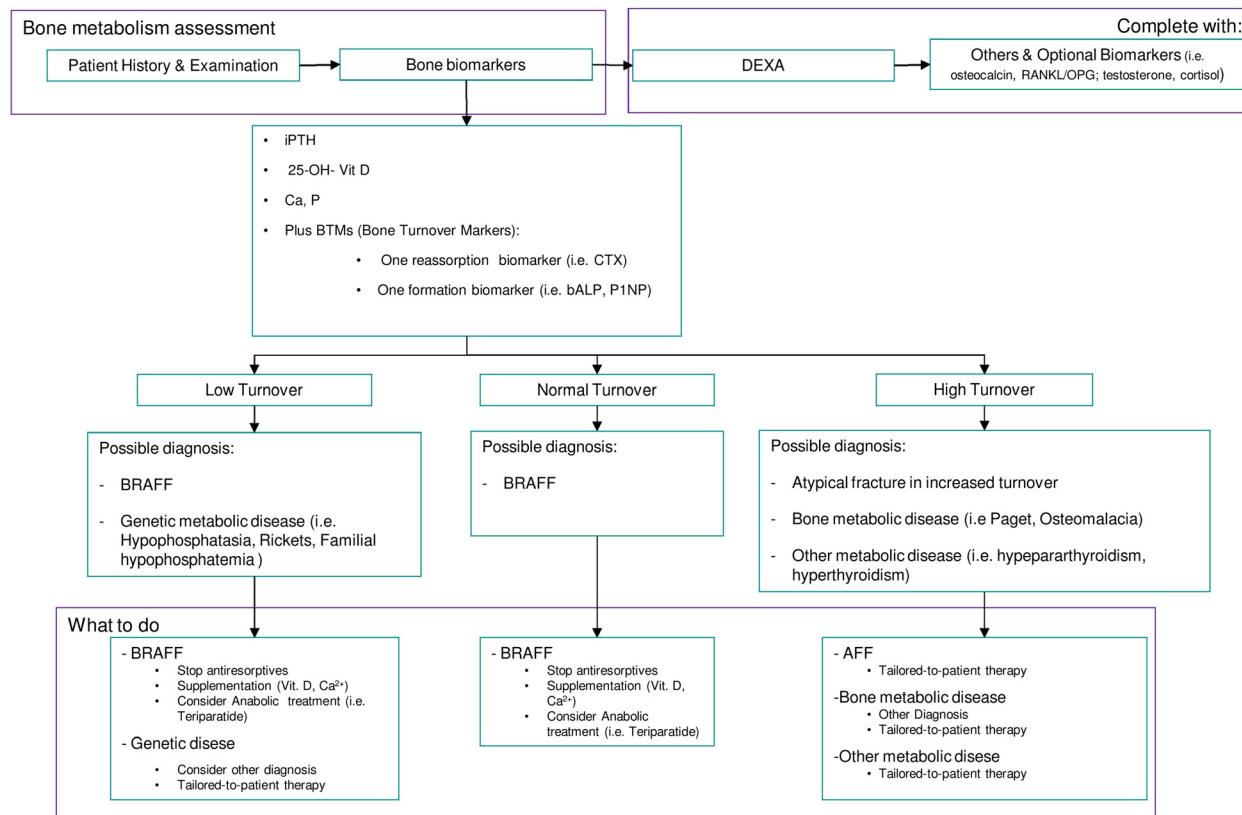 Bone metabolism assessment
Complete with:
Patient History & Examination
Bone biomarkers
DEXA
Others & Optional Biomarkers (i.e.
osteocalcin, RANKL/OPG; testosterone, cortisol)
• iPTH
• 25-OH- Vit D
• Ca, P
• Plus BTMs (Bone Turnover Markers):
• One reassorption biomarker (i.e. CTX)
• One formation biomarker (i.e. bALP, P1NP)
Low Turnover
Normal Turnover
High Turnover
Possible diagnosis:
- BRAFF
- Genetic metabolic disease (i.e.
Hypophosphatasia, Rickets, Familial
hypophosphatemia )
Possible diagnosis:
- BRAFF
Possible diagnosis:
- Atypical fracture in increased turnover
- Bone metabolic disease (i.e Paget, Osteomalacia)
- Other metabolic disease (i.e. hypeparthyroidism,
hyperthyroidism)
What to do
- BRAFF
• Stop antiresorptives
• Supplementation (Vit. D, Ca²⁺)
• Consider Anabolic treatment (i.e.
Teriparatide)
- Genetic disese
• Consider other diagnosis
• Tailored-to-patient therapy
- BRAFF
• Stop antiresorptives
• Supplementation (Vit. D,
Ca²⁺)
• Consider Anabolic
treatment (i.e. Teriparatide)
- AFF
• Tailored-to-patient therapy
-Bone metabolic disease
• Other Diagnosis
• Tailored-to-patient therapy
-Other metabolic disese
• Tailored-to-patient therapy